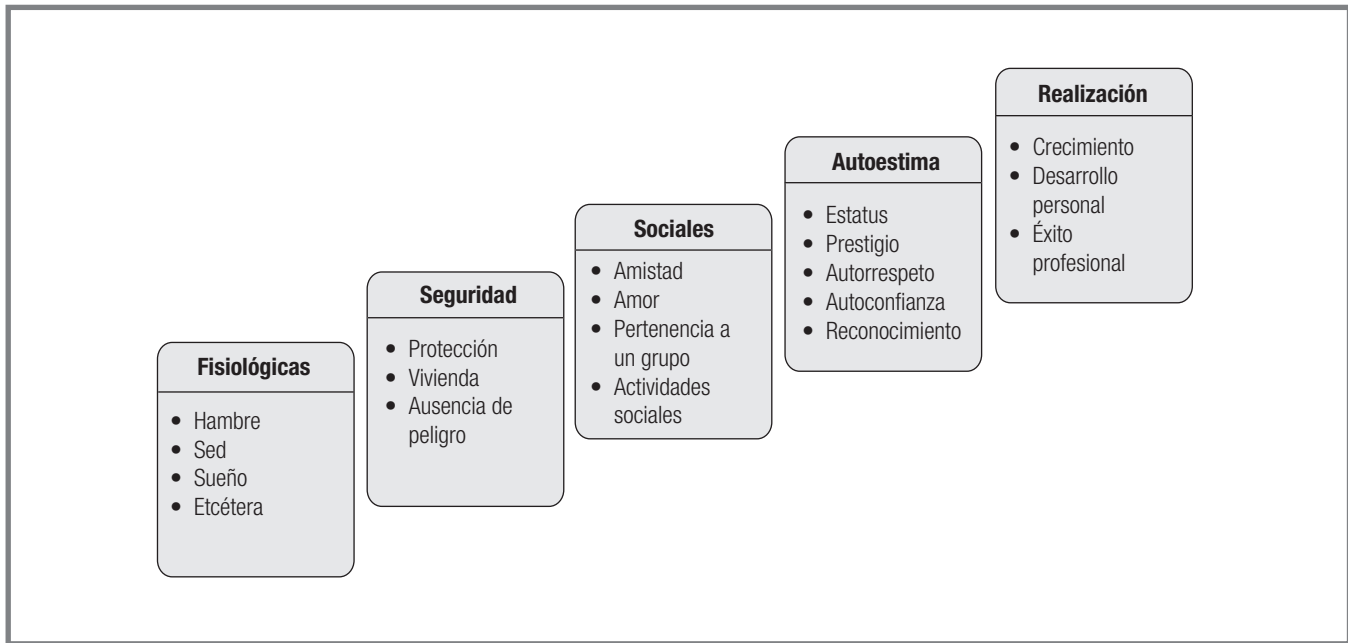 Fisiológicas
• Hambre
• Sed
• Sueño
• Etcétera
Seguridad
• Protección
• Vivienda
• Ausencia de
peligro
Sociales
• Amistad
• Amor
• Pertenencia a
un grupo
• Actividades
sociales
Autoestima
• Estatus
• Prestigio
• Autorrespeto
• Autoconfianza
• Reconocimiento
Realización
• Crecimiento
• Desarrollo
personal
• Éxito
profesional